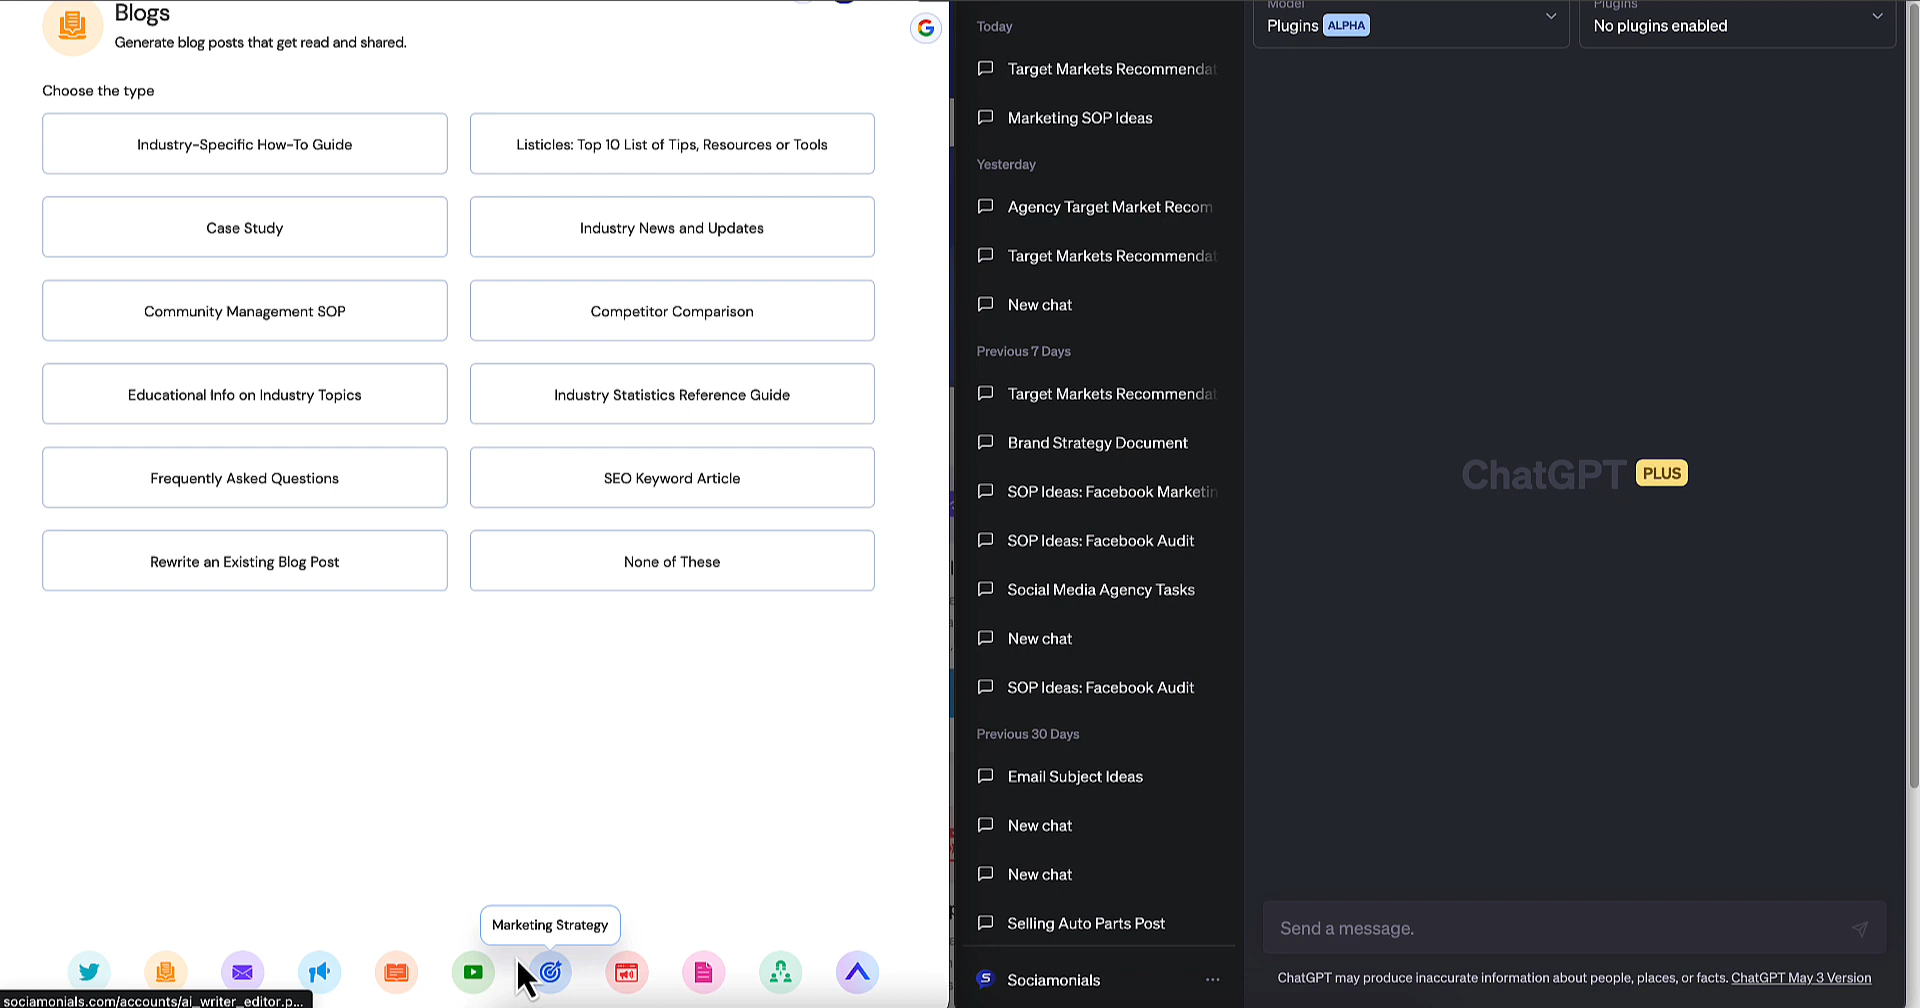 Blogs
Generate blog posts that get read and shared.
Choose the type
Industry-Specific How-To Guide
Listicles: Top 10 List of Tips, Resources or Tools
Case Study
Industry News and Updates
Community Management SOP
Competitor Comparison
Educational Info on Industry Topics
Industry Statistics Reference Guide
Frequently Asked Questions
SEO Keyword Article
Rewrite an Existing Blog Post
None of These
Marketing Strategy
sociamonials.com/accounts/ai_writer_editor.p...
Today
Target Markets Recommendat
Marketing SOP Ideas
Yesterday
Agency Target Market Recom
Target Markets Recommendat
New chat
Previous 7 Days
Target Markets Recommendat
Brand Strategy Document
SOP Ideas: Facebook Marketin
SOP Ideas: Facebook Audit
Social Media Agency Tasks
New chat
SOP Ideas: Facebook Audit
Previous 30 Days
Email Subject Ideas
New chat
New chat
Selling Auto Parts Post
Sociamonials
Model
Plugins ALPHA
Plugins
No plugins enabled
ChatGPT PLUS
Send a message.
ChatGPT may produce inaccurate information about people, places, or facts. ChatGPT May 3 Version